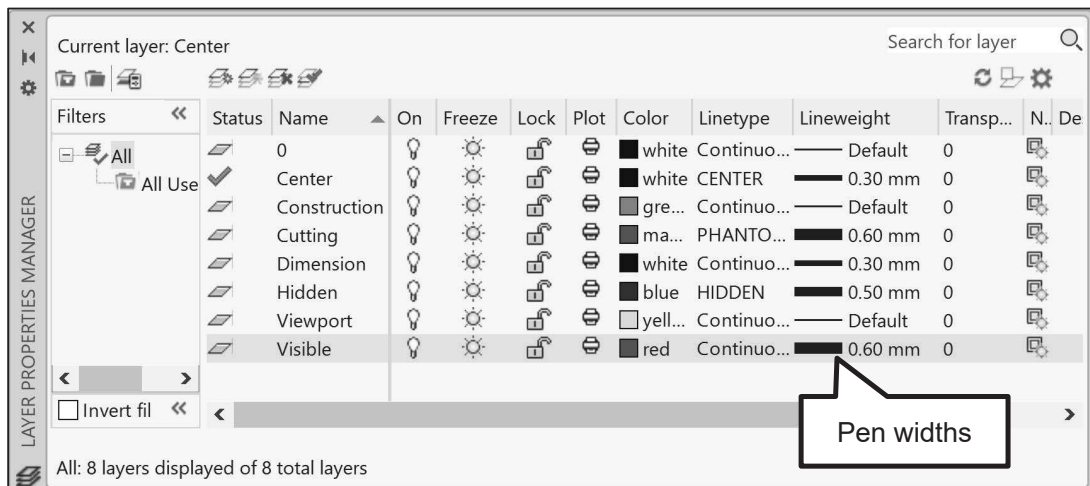 Current layer: Center
Search for layer
Filters
Status Name On Freeze Lock Plot Color Linetype Lineweight Transp... N.. De
All
All Use
0 white Continuo... Default 0
Center white CENTER 0.30 mm 0
Construction gre... Continuo... Default 0
Cutting ma... PHANTO... 0.60 mm 0
Dimension white Continuo... 0.30 mm 0
Hidden blue HIDDEN 0.50 mm 0
Viewport yell... Continuo... Default 0
Visible red Continuo... 0.60 mm 0
Invert fil
Pen widths
All: 8 layers displayed of 8 total layers
LAYER PROPERTIES MANAGER